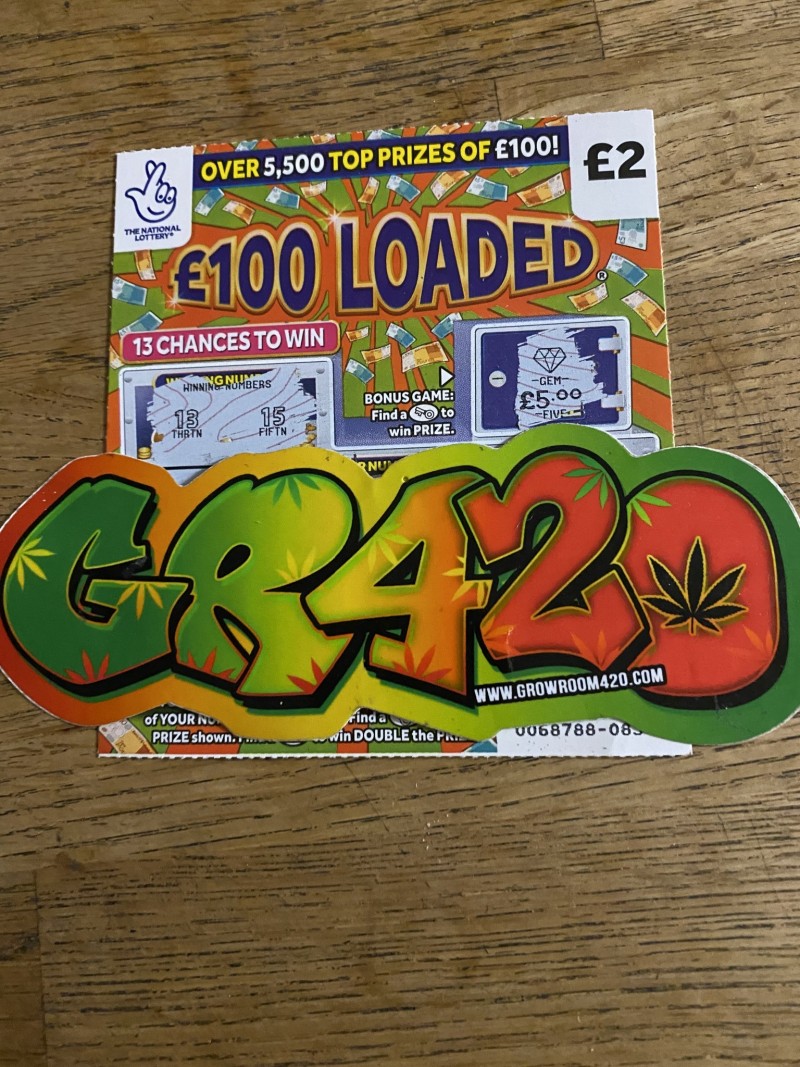 OVER 5,500 TOP PRIZES OF £100!
£2
THE NATIONAL
LOTTERY®
£100 LOADED®
13 CHANCES TO WIN
WINNING NUMBERS
13
THRTN
15
FIFTN
BONUS GAME:
Find a to
win PRIZE.
GEM
£5.00
FIVE
GR420
WWW.GROWROOM420.COM
of YOUR
Find a
PRIZE shown.
win DOUBLE the
0068788-083